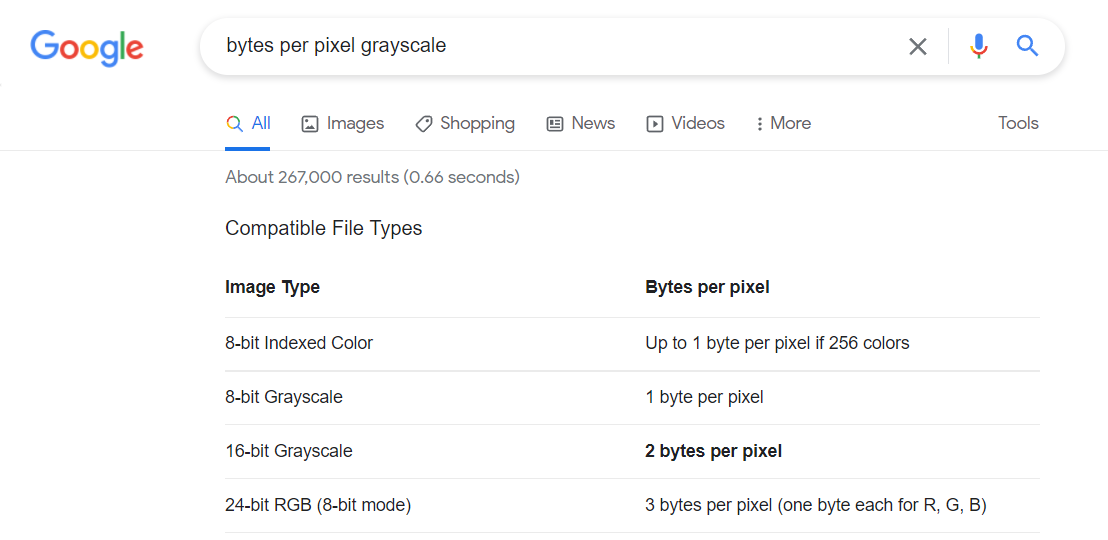 Google
bytes per pixel grayscale
All Images Shopping News Videos More Tools
About 267,000 results (0.66 seconds)
Compatible File Types
Image Type Bytes per pixel
8-bit Indexed Color Up to 1 byte per pixel if 256 colors
8-bit Grayscale 1 byte per pixel
16-bit Grayscale 2 bytes per pixel
24-bit RGB (8-bit mode) 3 bytes per pixel (one byte each for R, G, B)